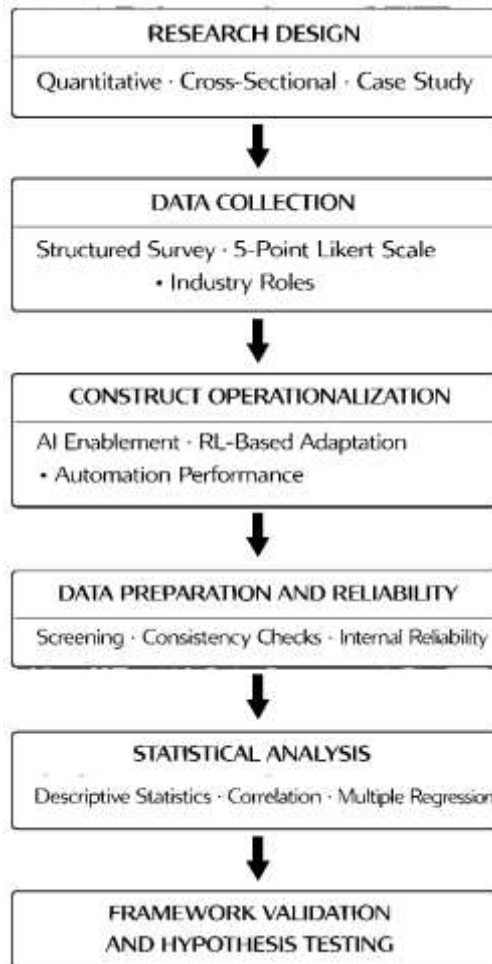 RESEARCH DESIGN
Quantitative · Cross-Sectional · Case Study
DATA COLLECTION
Structured Survey · 5-Point Likert Scale
• Industry Roles
CONSTRUCT OPERATIONALIZATION
AI Enablement · RL-Based Adaptation
• Automation Performance
DATA PREPARATION AND RELIABILITY
Screening · Consistency Checks · Internal Reliability
STATISTICAL ANALYSIS
Descriptive Statistics · Correlation · Multiple Regression
FRAMEWORK VALIDATION
AND HYPOTHESIS TESTING